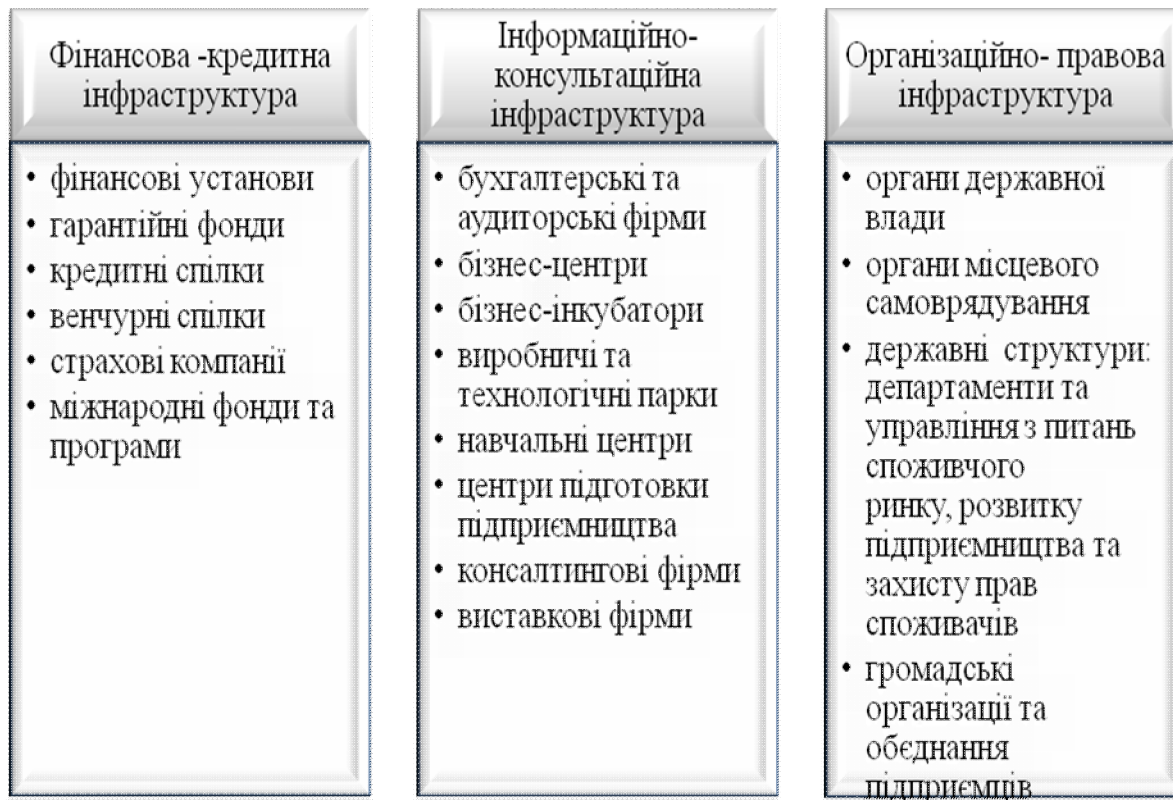 Фінансова -кредитна
інфраструктура
• фінансові установи
• гарантійні фонди
• кредитні спілки
• венчурні спілки
• страхові компанії
• міжнародні фонди та
програми
Інформаційно-
консультаційна
інфраструктура
• бухгалтерські та
аудиторські фірми
• бізнес-центри
• бізнес-інкубатори
• виробничі та
технологічні парки
• навчальні центри
• центри підготовки
підприємництва
• консалтингові фірми
• виставкові фірми
Організаційно- правова
інфраструктура
• органи державної
влади
• органи місцевого
самоврядування
• державні структури:
департаменти та
управління з питань
споживчого
ринку, розвитку
підприємництва та
захисту прав
споживачів
• громадські
організації та
обєднання
підприємців